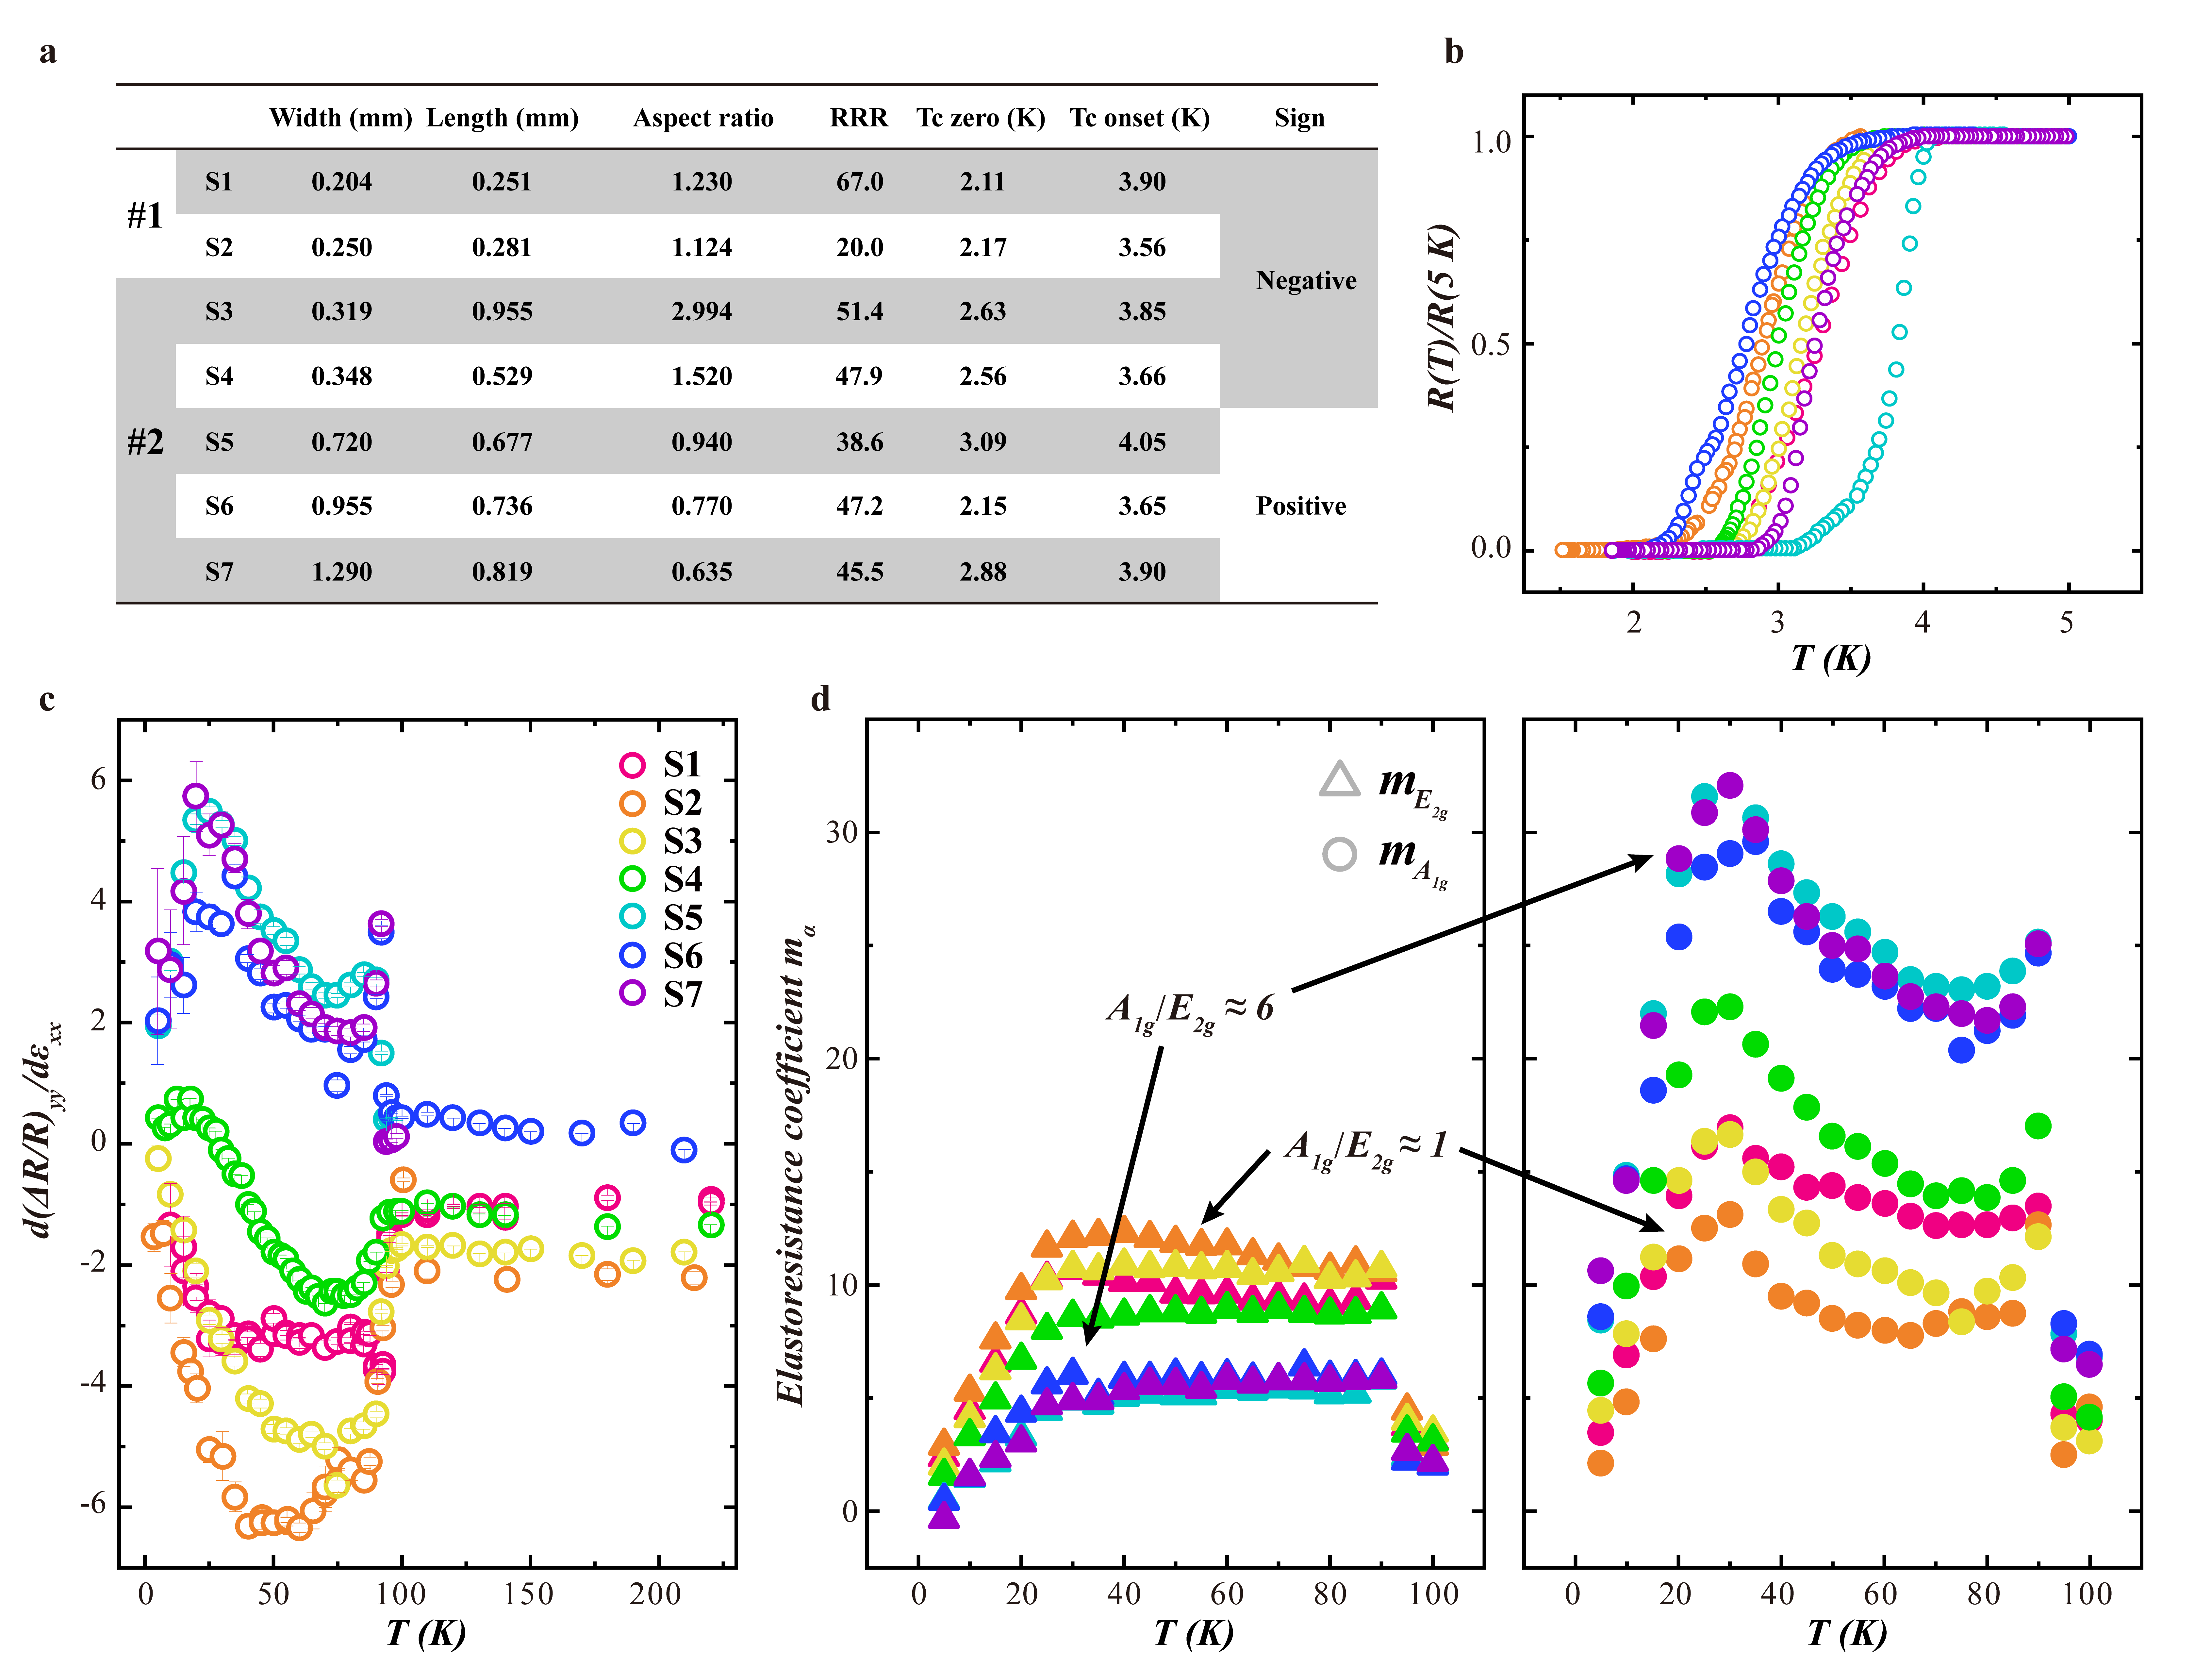 a
Width (mm) Length (mm) Aspect ratio RRR Tc zero (K) Tc onset (K) Sign
#1
S1 0.204 0.251 1.230 67.0 2.11 3.90
S2 0.250 0.281 1.124 20.0 2.17 3.56
Negative
S3 0.319 0.955 2.994 51.4 2.63 3.85
S4 0.348 0.529 1.520 47.9 2.56 3.66
#2
S5 0.720 0.677 0.940 38.6 3.09 4.05
S6 0.955 0.736 0.770 47.2 2.15 3.65
Positive
S7 1.290 0.819 0.635 45.5 2.88 3.90
b
R(T)/R(5 K)
1.0
0.5
0.0
2 3 4 5
T (K)
c
d(ΔR/R)yy/dεxx
6
4
2
0
-2
-4
-6
S1
S2
S3
S4
S5
S6
S7
0 50 100 150 200
T (K)
d
Elastoresistance coefficient mα
30
20
10
0
mE2g
mA1g
A1g/E2g ≈ 6
A1g/E2g ≈ 1
0 20 40 60 80 100
T (K)
0 20 40 60 80 100
T (K)